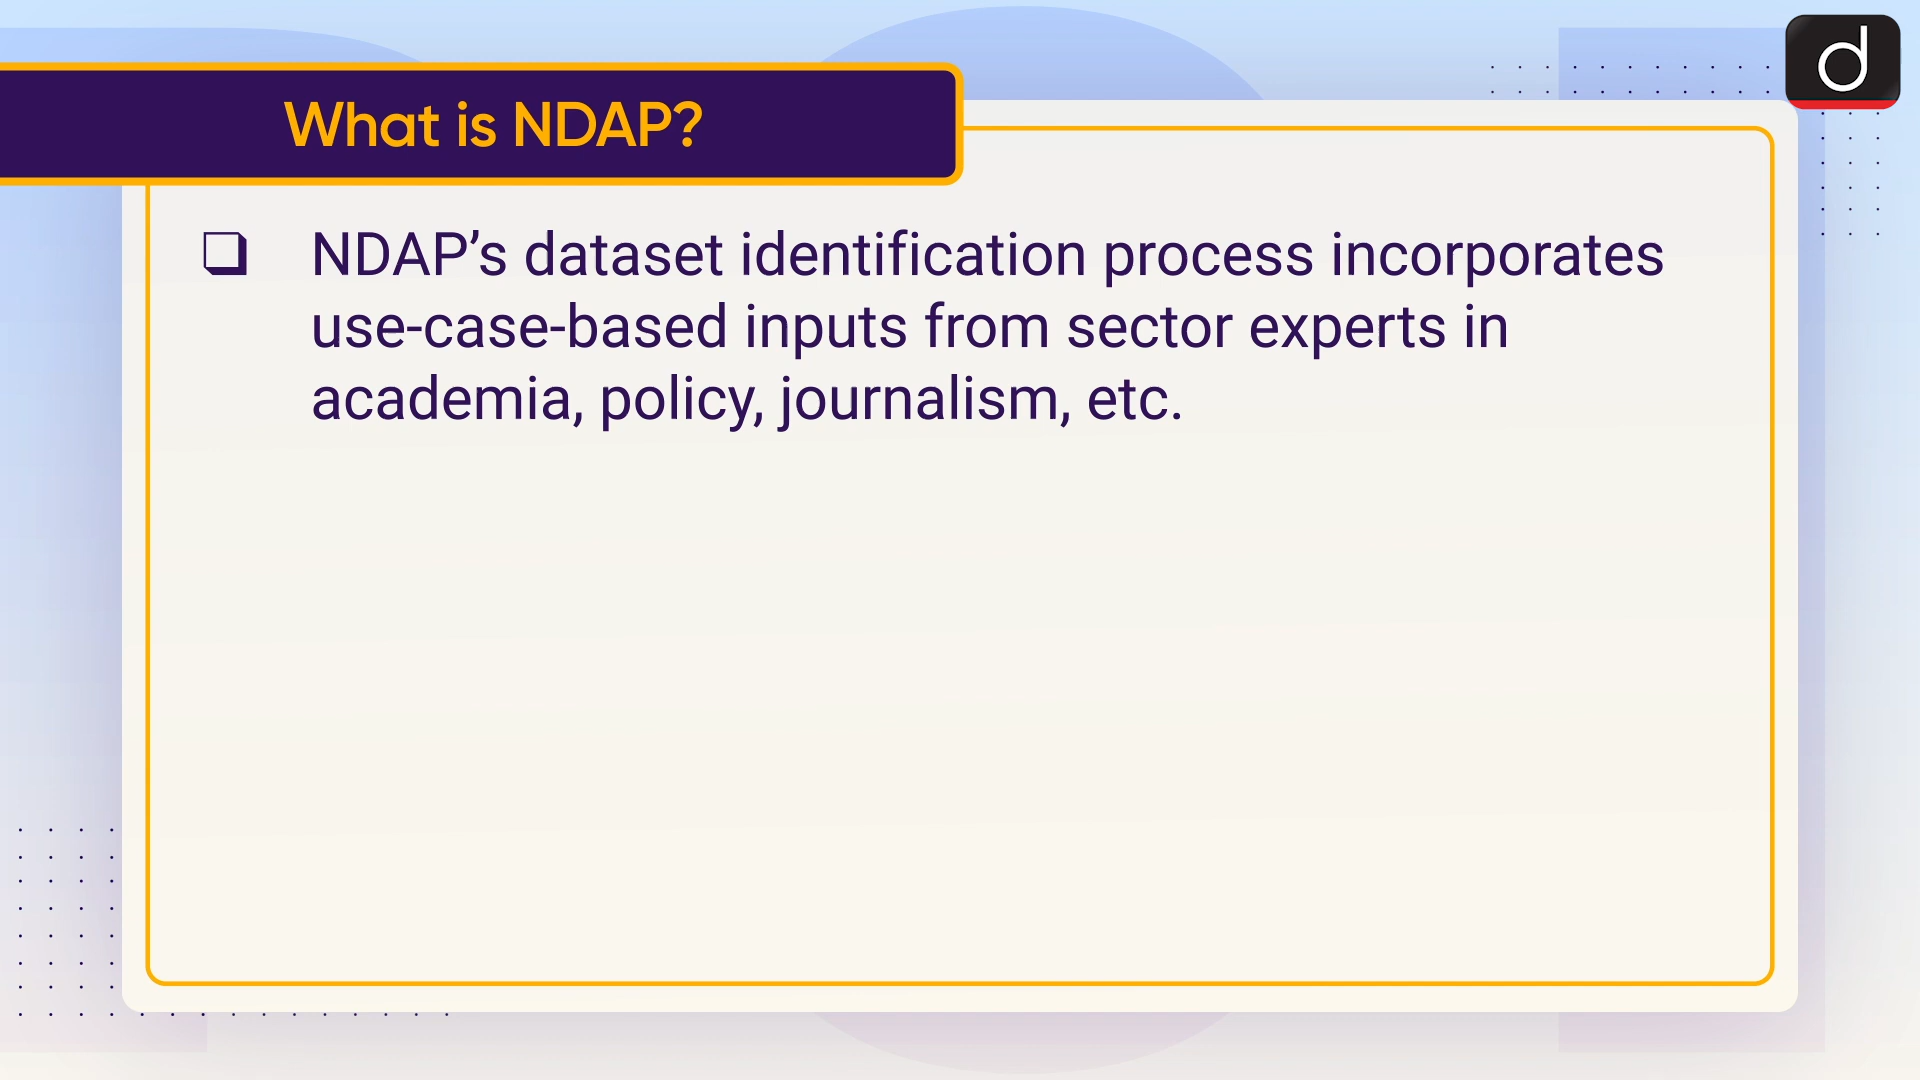 What is NDAP?
d
❑ NDAP’s dataset identification process incorporates
use-case-based inputs from sector experts in
academia, policy, journalism, etc.